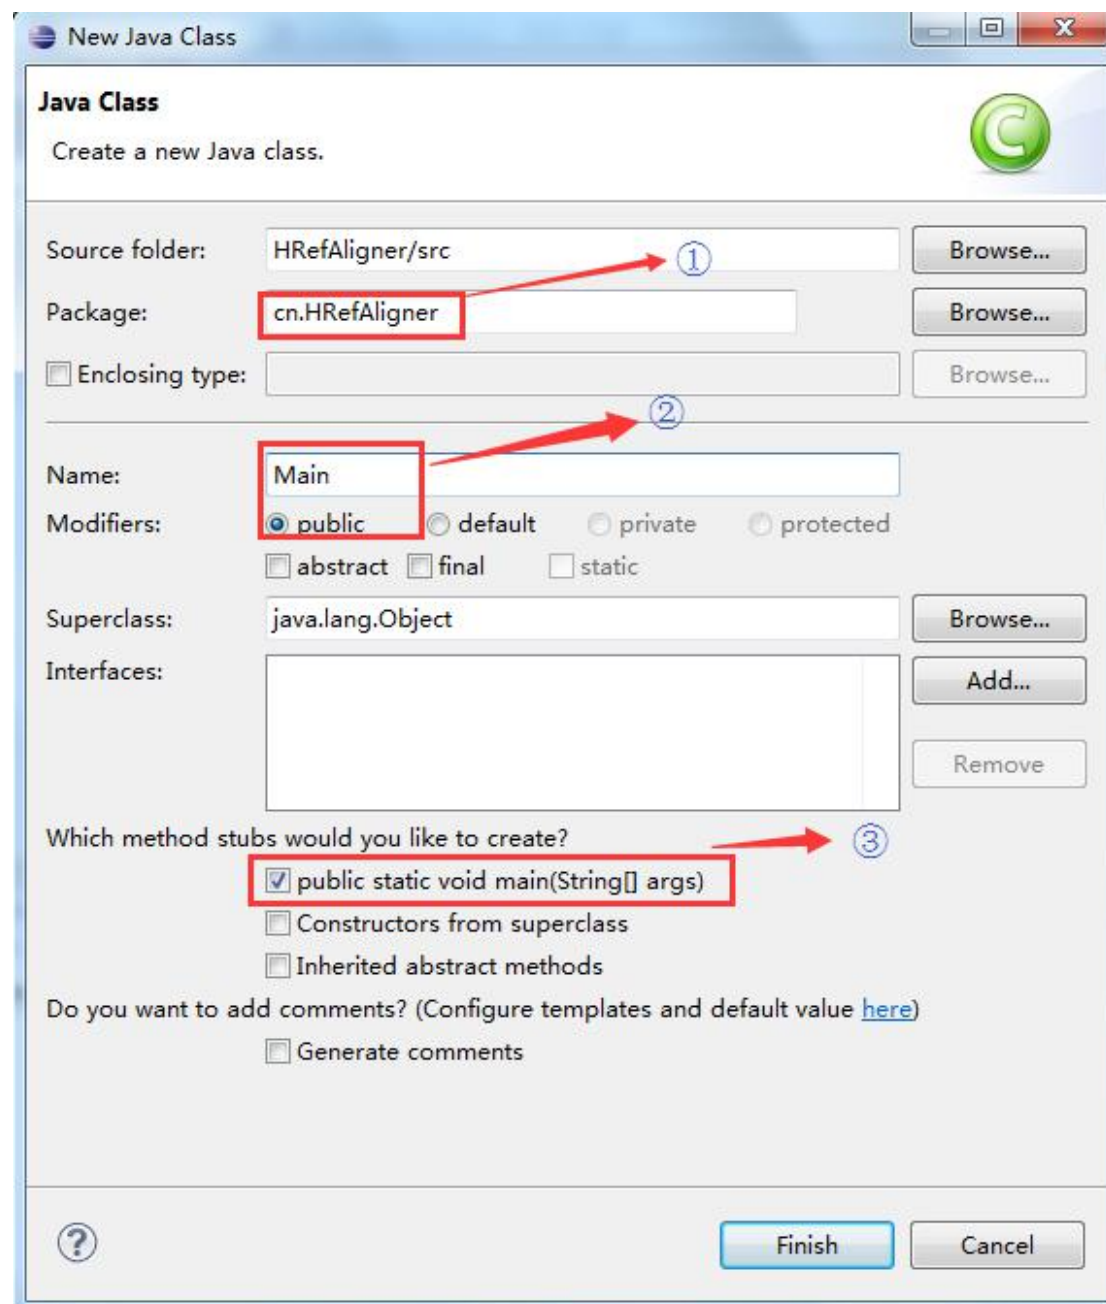 New Java Class
Java Class
Create a new Java class.
Source folder: HRefAligner/src ① Browse...
Package: cn.HRefAligner Browse...
Enclosing type: Browse...
②
Name: Main
Modifiers: public default private protected
abstract final static
Superclass: java.lang.Object Browse...
Interfaces: Add...
Remove
Which method stubs would you like to create? ③
public static void main(String[] args)
Constructors from superclass
Inherited abstract methods
Do you want to add comments? (Configure templates and default value here)
Generate comments
? Finish Cancel